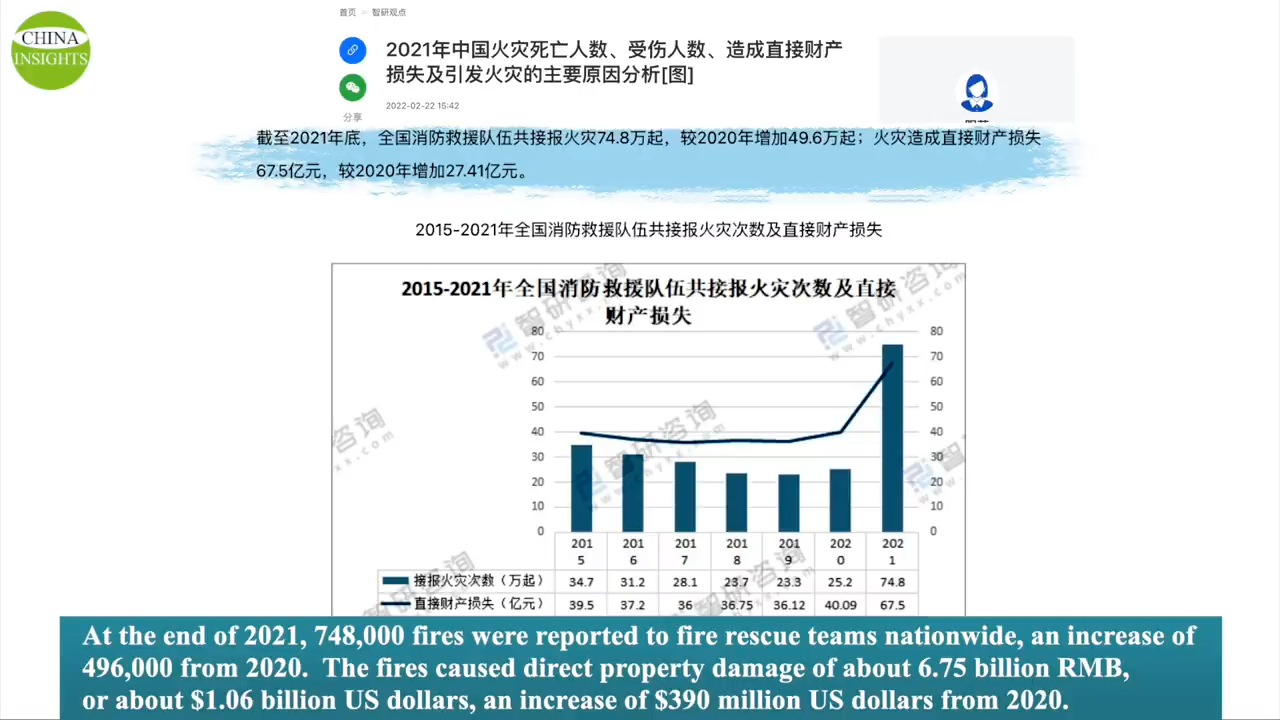 CHINA
INSIGHTS
首页 > 智研观点
2021年中国火灾死亡人数、受伤人数、造成直接财产
损失及引发火灾的主要原因分析[图]
2022-02-22 15:42
分享
截至2021年底，全国消防救援队伍共接报火灾74.8万起，较2020年增加49.6万起；火灾造成直接财产损失
67.5亿元，较2020年增加27.41亿元。
2015-2021年全国消防救援队伍共接报火灾次数及直接财产损失
2015-2021年全国消防救援队伍共接报火灾次数及直接
财产损失
80 80
70 70
60 60
50 50
40 40
30 30
20 20
10 10
0 0
2015 2016 2017 2018 2019 2020 2021
接报火灾次数（万起） 34.7 31.2 28.1 23.7 23.3 25.2 74.8
直接财产损失（亿元） 39.5 37.2 36 36.75 36.12 40.09 67.5
智研咨询
www.chyxx.com
At the end of 2021, 748,000 fires were reported to fire rescue teams nationwide, an increase of
496,000 from 2020. The fires caused direct property damage of about 6.75 billion RMB,
or about $1.06 billion US dollars, an increase of $390 million US dollars from 2020.